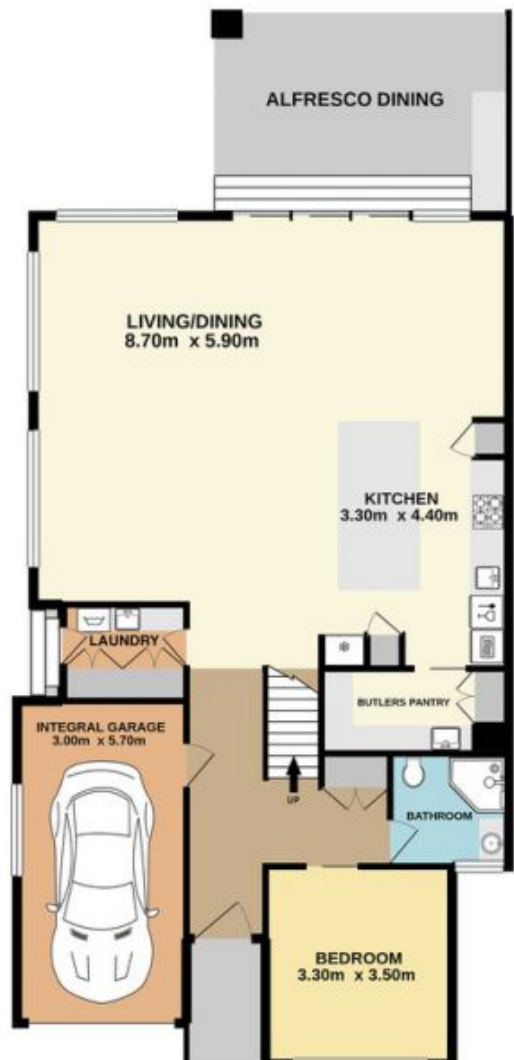 ALFRESCO DINING
LIVING/DINING
8.70m x 5.90m
KITCHEN
3.30m x 4.40m
LAUNDRY
BUTLERS PANTRY
INTEGRAL GARAGE
3.00m x 5.70m
UP
BATHROOM
BEDROOM
3.30m x 3.50m